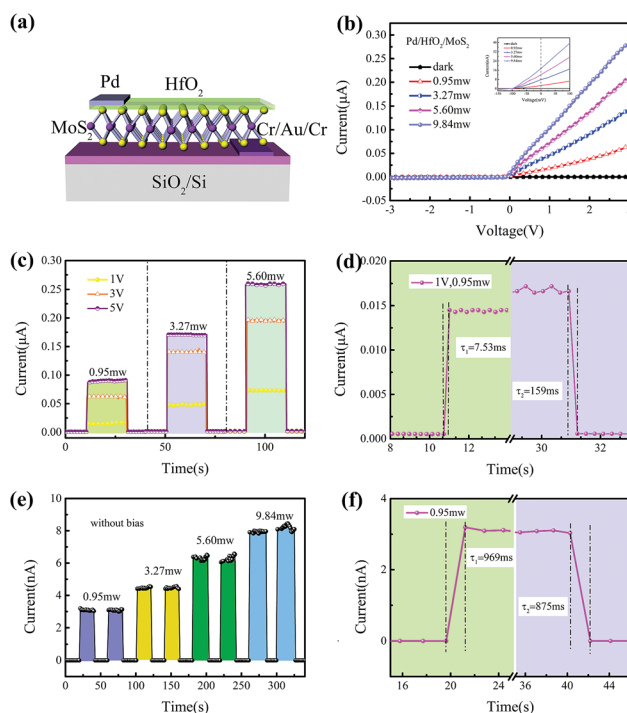 (a)
Pd
HfO2
MoS2
Cr/Au/Cr
SiO2/Si
(b)
Current(μA)
0.30
0.25
0.20
0.15
0.10
0.05
0.00
0.05
Pd/HfO2/MoS2
dark
0.95mw
3.27mw
5.60mw
9.84mw
-3 -2 -1 0 1 2
Voltage(V)
(c)
Current(μA)
0.30
0.25
0.20
0.15
0.10
0.05
0.00
1V
3V
5V
0.95mw
3.27mw
5.60mw
0 50 100
Time(s)
(d)
Current(μA)
0.020
0.015
0.010
0.005
0.000
1V,0.95mw
τ1=7.53ms
τ2=159ms
8 10 12 14 30 32
Time(s)
(e)
Current(nA)
10
8
6
4
2
0
without bias
0.95mw
3.27mw
5.60mw
9.84mw
0 50 100 150 200 250 300
Time(s)
(f)
Current(nA)
4
2
0
0.95mw
τ1=969ms
τ2=875ms
16 20 24 36 40 44
Time(s)